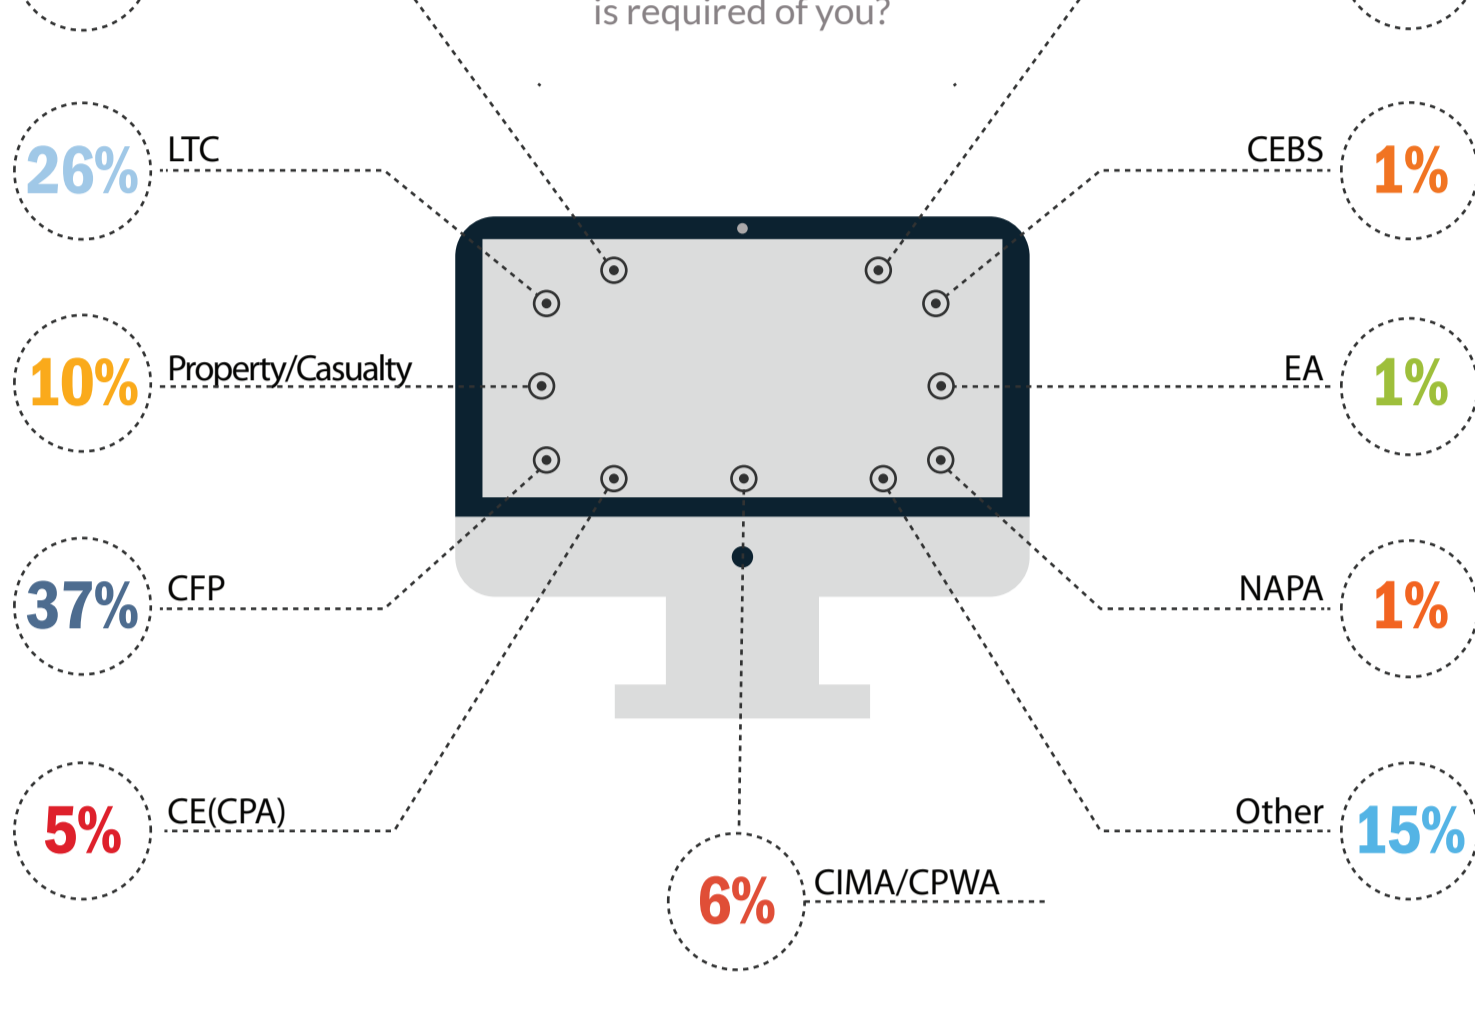 is required of you?
26% LTC
CEBS 1%
10% Property/Casualty
EA 1%
37% CFP
NAPA 1%
5% CE(CPA)
Other 15%
6% CIMA/CPWA